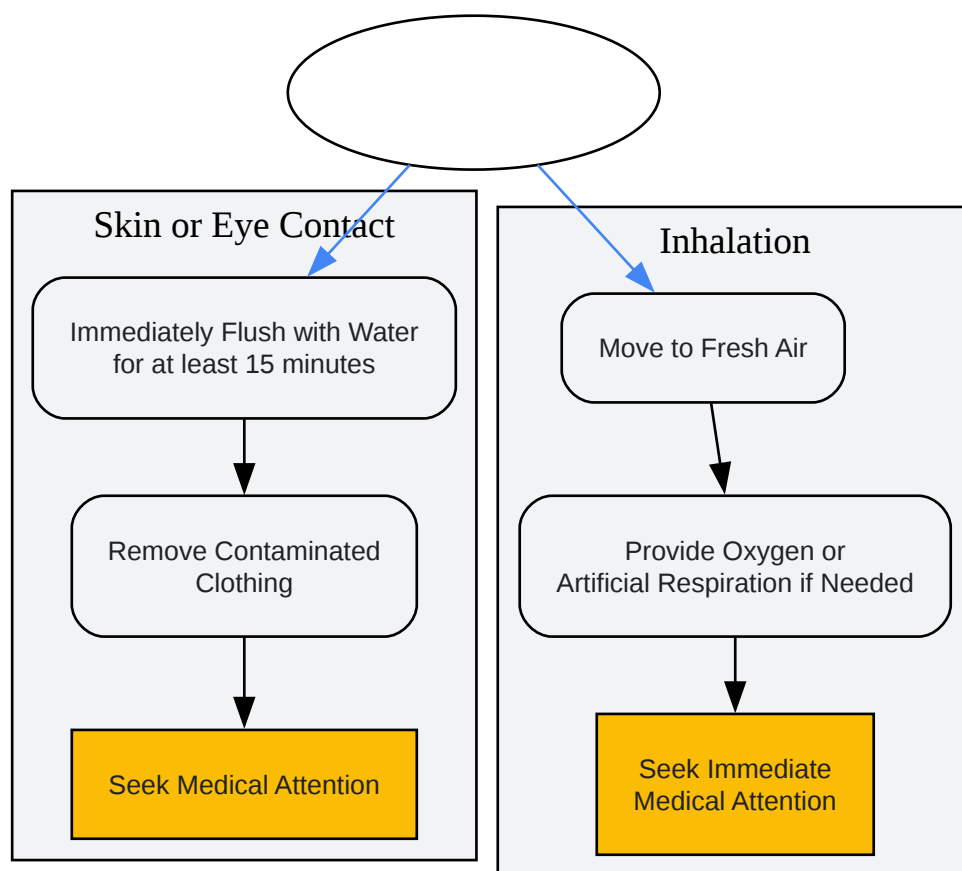 Skin or Eye Contact
Immediately Flush with Water
for at least 15 minutes
Remove Contaminated
Clothing
Seek Medical Attention
Inhalation
Move to Fresh Air
Provide Oxygen or
Artificial Respiration if Needed
Seek Immediate
Medical Attention